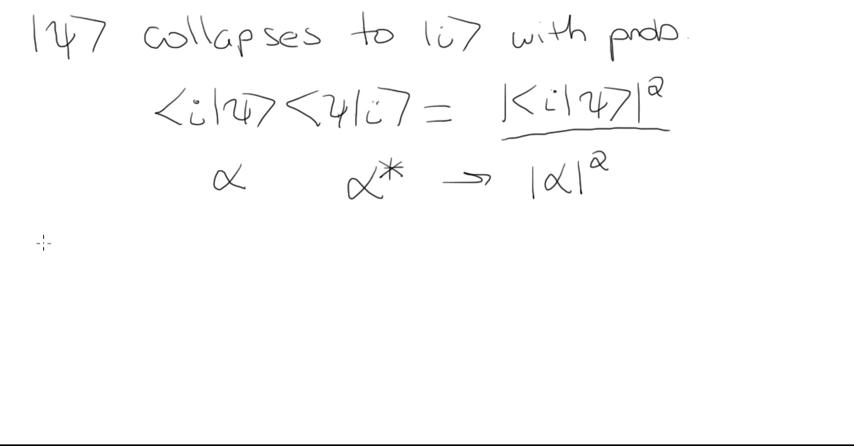 |ψ> collapses to |i> with prob.
<i|ψ><ψ|i> = |<i|ψ>|²
α α* → |α|²